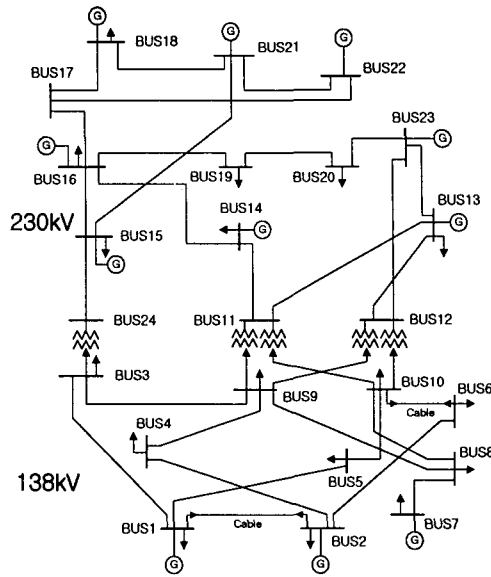 G
BUS18
G
BUS21
G
BUS22
BUS17
BUS23
G
G
BUS16
BUS19
BUS20
BUS13
G
230kV
BUS14
G
BUS15
G
BUS24
BUS11
BUS12
BUS3
BUS9
BUS10
BUS6
Cable
BUS4
BUS5
BUS8
138kV
BUS1
Cable
BUS2
BUS7
G
G
G